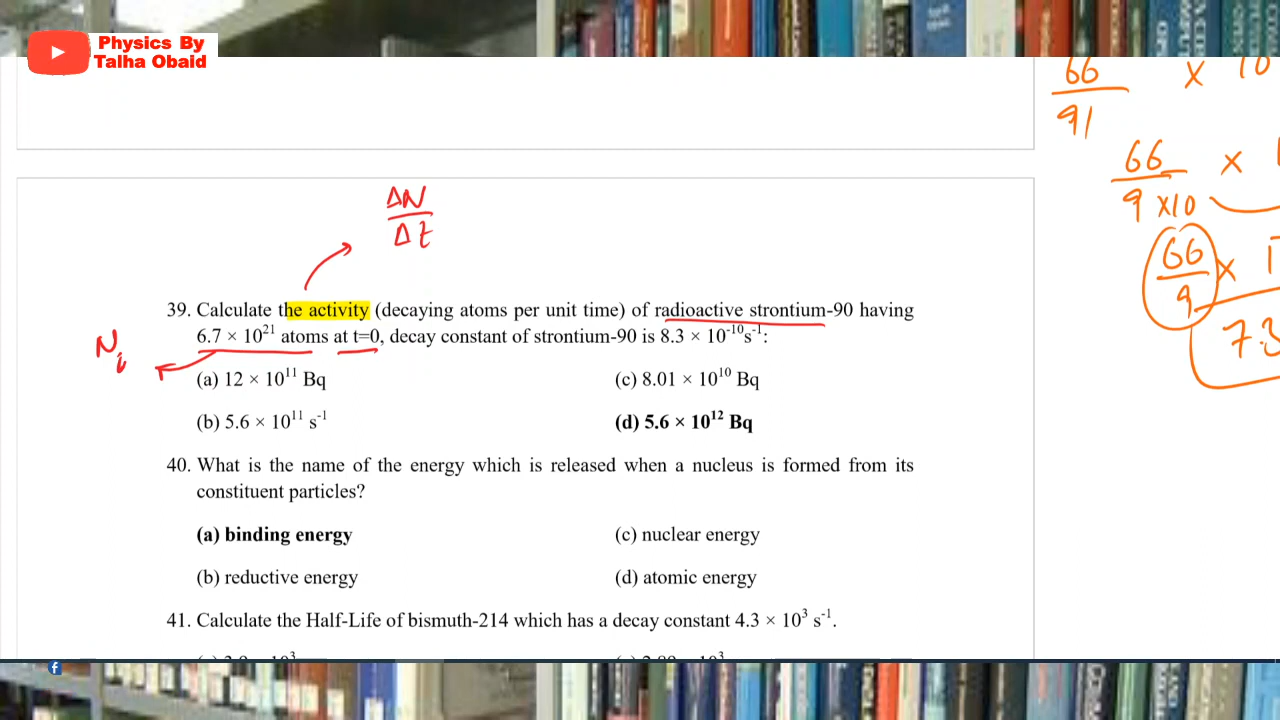 Physics By
Talha Obaid
66
91
x 10
66
9 x10
x
66
9
x
7.3
ΔN
Δt
39. Calculate the activity (decaying atoms per unit time) of radioactive strontium-90 having
6.7 × 10²¹ atoms at t=0, decay constant of strontium-90 is 8.3 × 10⁻¹⁰s⁻¹:
Ni
(a) 12 × 10¹¹ Bq
(c) 8.01 × 10¹⁰ Bq
(b) 5.6 × 10¹¹ s⁻¹
(d) 5.6 × 10¹² Bq
40. What is the name of the energy which is released when a nucleus is formed from its
constituent particles?
(a) binding energy
(c) nuclear energy
(b) reductive energy
(d) atomic energy
41. Calculate the Half-Life of bismuth-214 which has a decay constant 4.3 × 10³ s⁻¹.